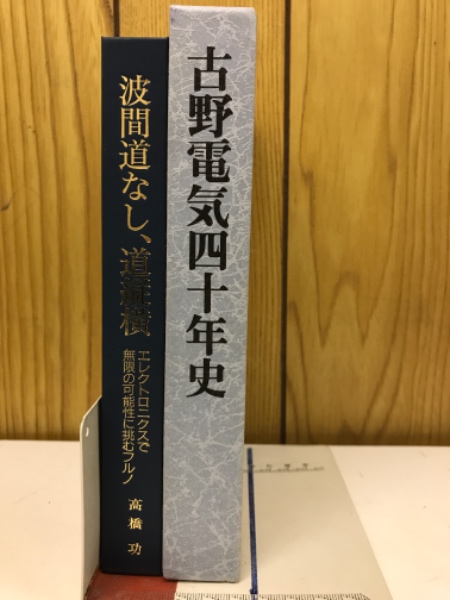 古野電気四十年史
波間道なし、道縦横
エレクトロニクスで
無限の可能性に挑むフルノ
高橋 功